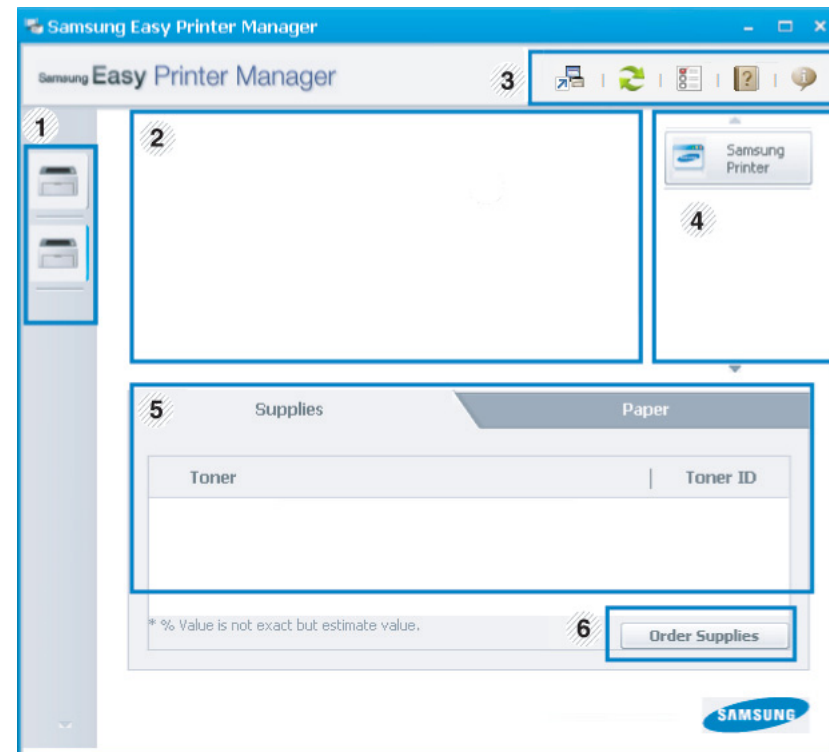 Samsung Easy Printer Manager
Samsung Easy Printer Manager
3
1
2
Samsung
Printer
4
5
Supplies
Paper
Toner
Toner ID
* % Value is not exact but estimate value.
6
Order Supplies
SAMSUNG